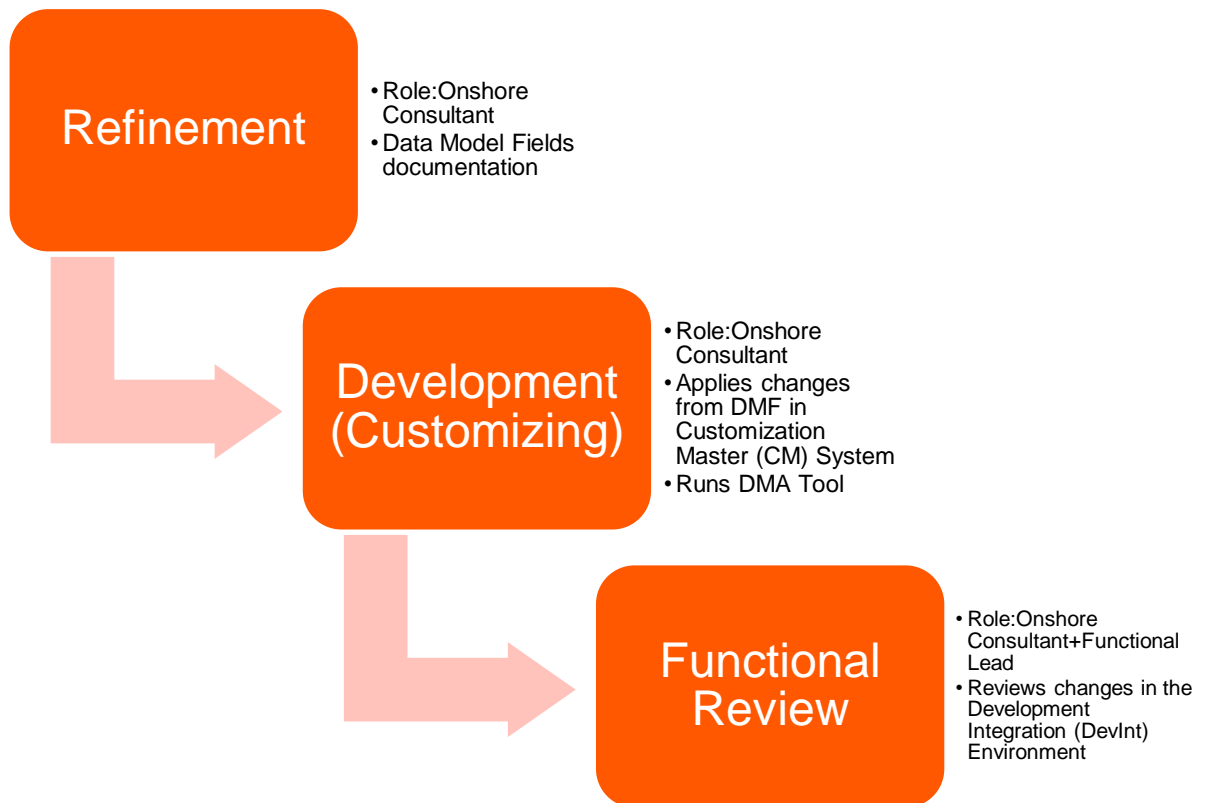 Refinement
• Role:Onshore
Consultant
• Data Model Fields
documentation
Development
(Customizing)
• Role:Onshore
Consultant
• Applies changes
from DMF in
Customization
Master (CM) System
• Runs DMA Tool
Functional
Review
• Role:Onshore
Consultant+Functional
Lead
• Reviews changes in the
Development
Integration (DevInt)
Environment